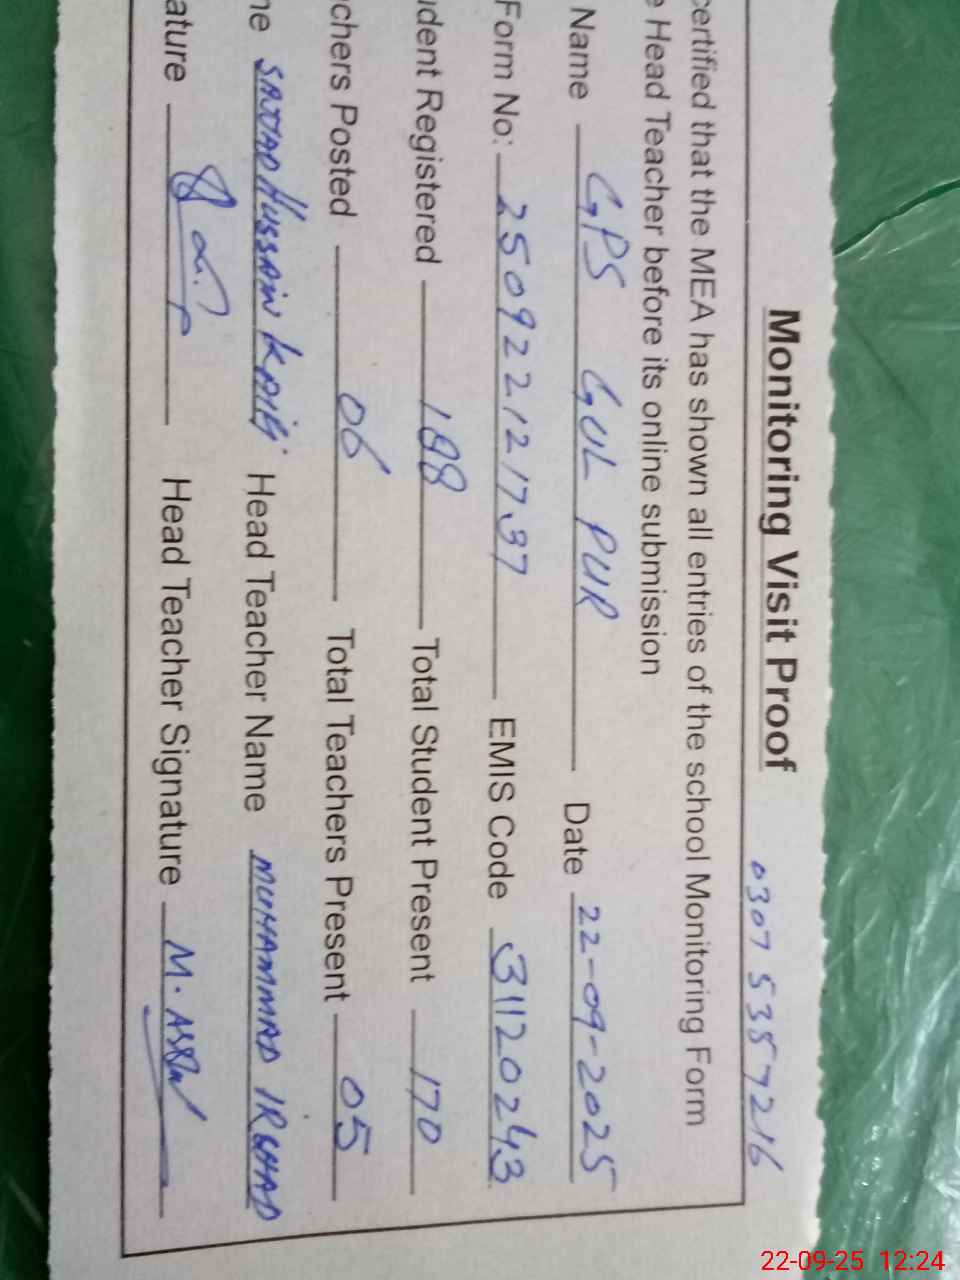 Monitoring Visit Proof 0307 5357216
certified that the MEA has shown all entries of the school Monitoring Form
e Head Teacher before its online submission
Name GPS GUL PUR Date 22-09-2025
Form No: 25092212173​7 EMIS Code 31120243
udent Registered 188 Total Student Present 170
chers Posted 06 Total Teachers Present 05
me SAJJAD HUSSAIN Head Teacher Name MUHAMMAD IRSHAD
ature Head Teacher Signature
22-09-25 12:24